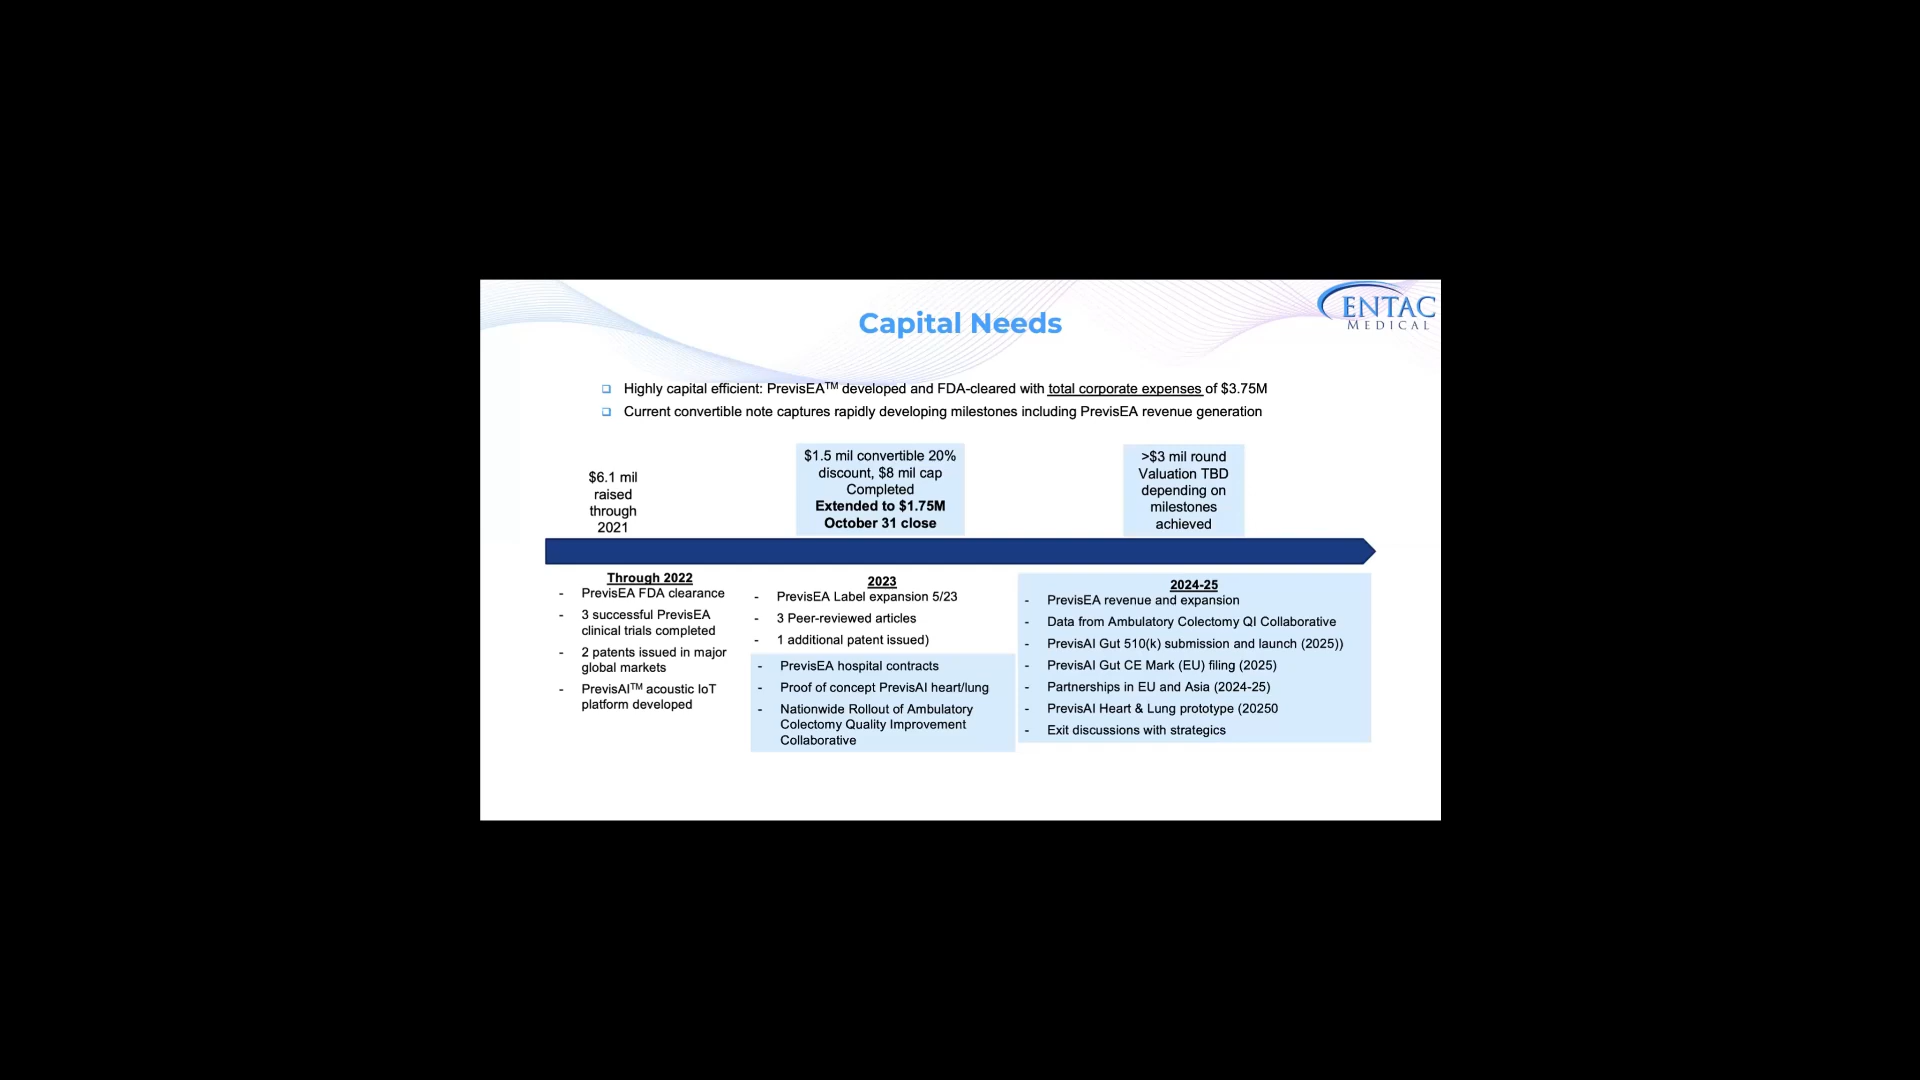 Capital Needs
ENTAC
MEDICAL
Highly capital efficient: PrevisEA™ developed and FDA-cleared with total corporate expenses of $3.75M
Current convertible note captures rapidly developing milestones including PrevisEA revenue generation
$6.1 mil
raised
through
2021
$1.5 mil convertible 20%
discount, $8 mil cap
Completed
Extended to $1.75M
October 31 close
>$3 mil round
Valuation TBD
depending on
milestones
achieved
Through 2022
- PrevisEA FDA clearance
- 3 successful PrevisEA
clinical trials completed
- 2 patents issued in major
global markets
- PrevisAI™ acoustic IoT
platform developed
2023
- PrevisEA Label expansion 5/23
- 3 Peer-reviewed articles
- 1 additional patent issued)
- PrevisEA hospital contracts
- Proof of concept PrevisAI heart/lung
- Nationwide Rollout of Ambulatory
Colectomy Quality Improvement
Collaborative
2024-25
- PrevisEA revenue and expansion
- Data from Ambulatory Colectomy QI Collaborative
- PrevisAI Gut 510(k) submission and launch (2025))
- PrevisAI Gut CE Mark (EU) filing (2025)
- Partnerships in EU and Asia (2024-25)
- PrevisAI Heart & Lung prototype (20250
- Exit discussions with strategics